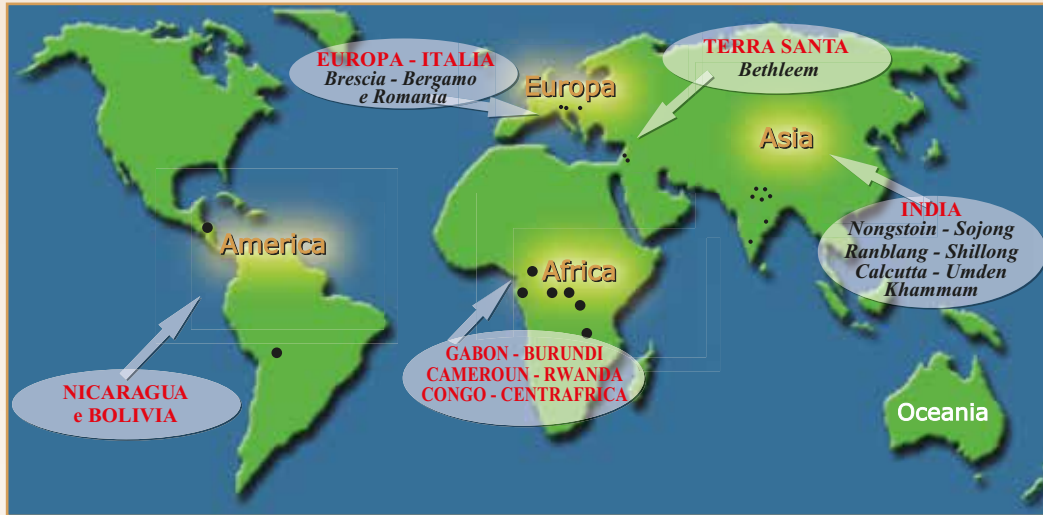 EUROPA - ITALIA
Brescia - Bergamo
e Romania
TERRA SANTA
Bethleem
Europa
Asia
INDIA
Nongstoin - Sojong
Ranblang - Shillong
Calcutta - Umden
Khammam
America
Africa
GABON - BURUNDI
CAMEROUN - RWANDA
CONGO - CENTRAFRICA
NICARAGUA
e BOLIVIA
Oceania